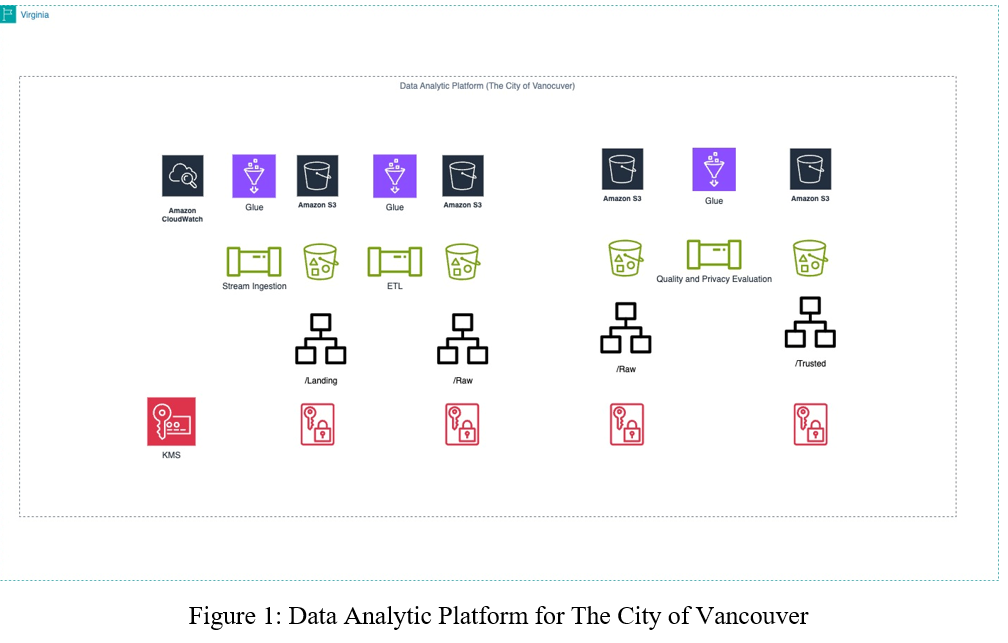 Virginia
Data Analytic Platform (The City of Vanocuver)
Amazon
CloudWatch
Glue
Amazon S3
Glue
Amazon S3
Amazon S3
Glue
Amazon S3
Stream Ingestion
ETL
Quality and Privacy Evaluation
/Landing
/Raw
/Raw
/Trusted
KMS
Figure 1: Data Analytic Platform for The City of Vancouver